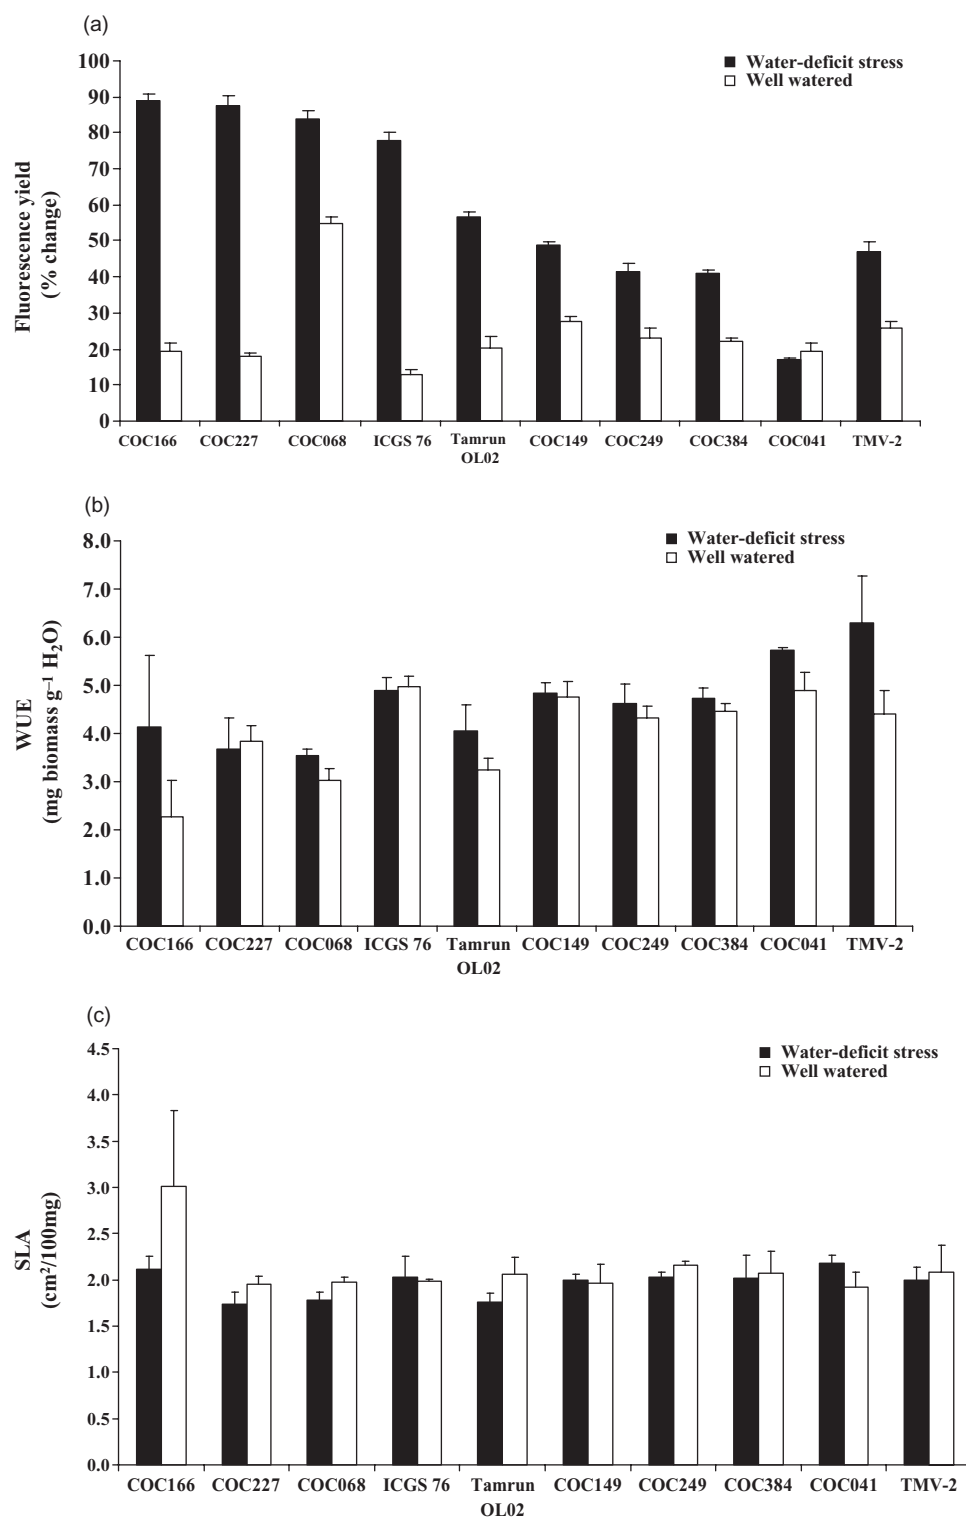 (a)
100
90
80
70
60
50
40
30
20
10
0
Fluorescence yield
(% change)
Water-deficit stress
Well watered
COC166 COC227 COC068 ICGS 76 Tamrun COC149 COC249 COC384 COC041 TMV-2
OL02
(b)
8.0
7.0
6.0
5.0
4.0
3.0
2.0
1.0
0.0
WUE
(mg biomass g⁻¹ H₂O)
Water-deficit stress
Well watered
COC166 COC227 COC068 ICGS 76 Tamrun COC149 COC249 COC384 COC041 TMV-2
OL02
(c)
4.5
4.0
3.5
3.0
2.5
2.0
1.5
1.0
0.5
0.0
SLA
(cm²/100mg)
Water-deficit stress
Well watered
COC166 COC227 COC068 ICGS 76 Tamrun COC149 COC249 COC384 COC041 TMV-2
OL02